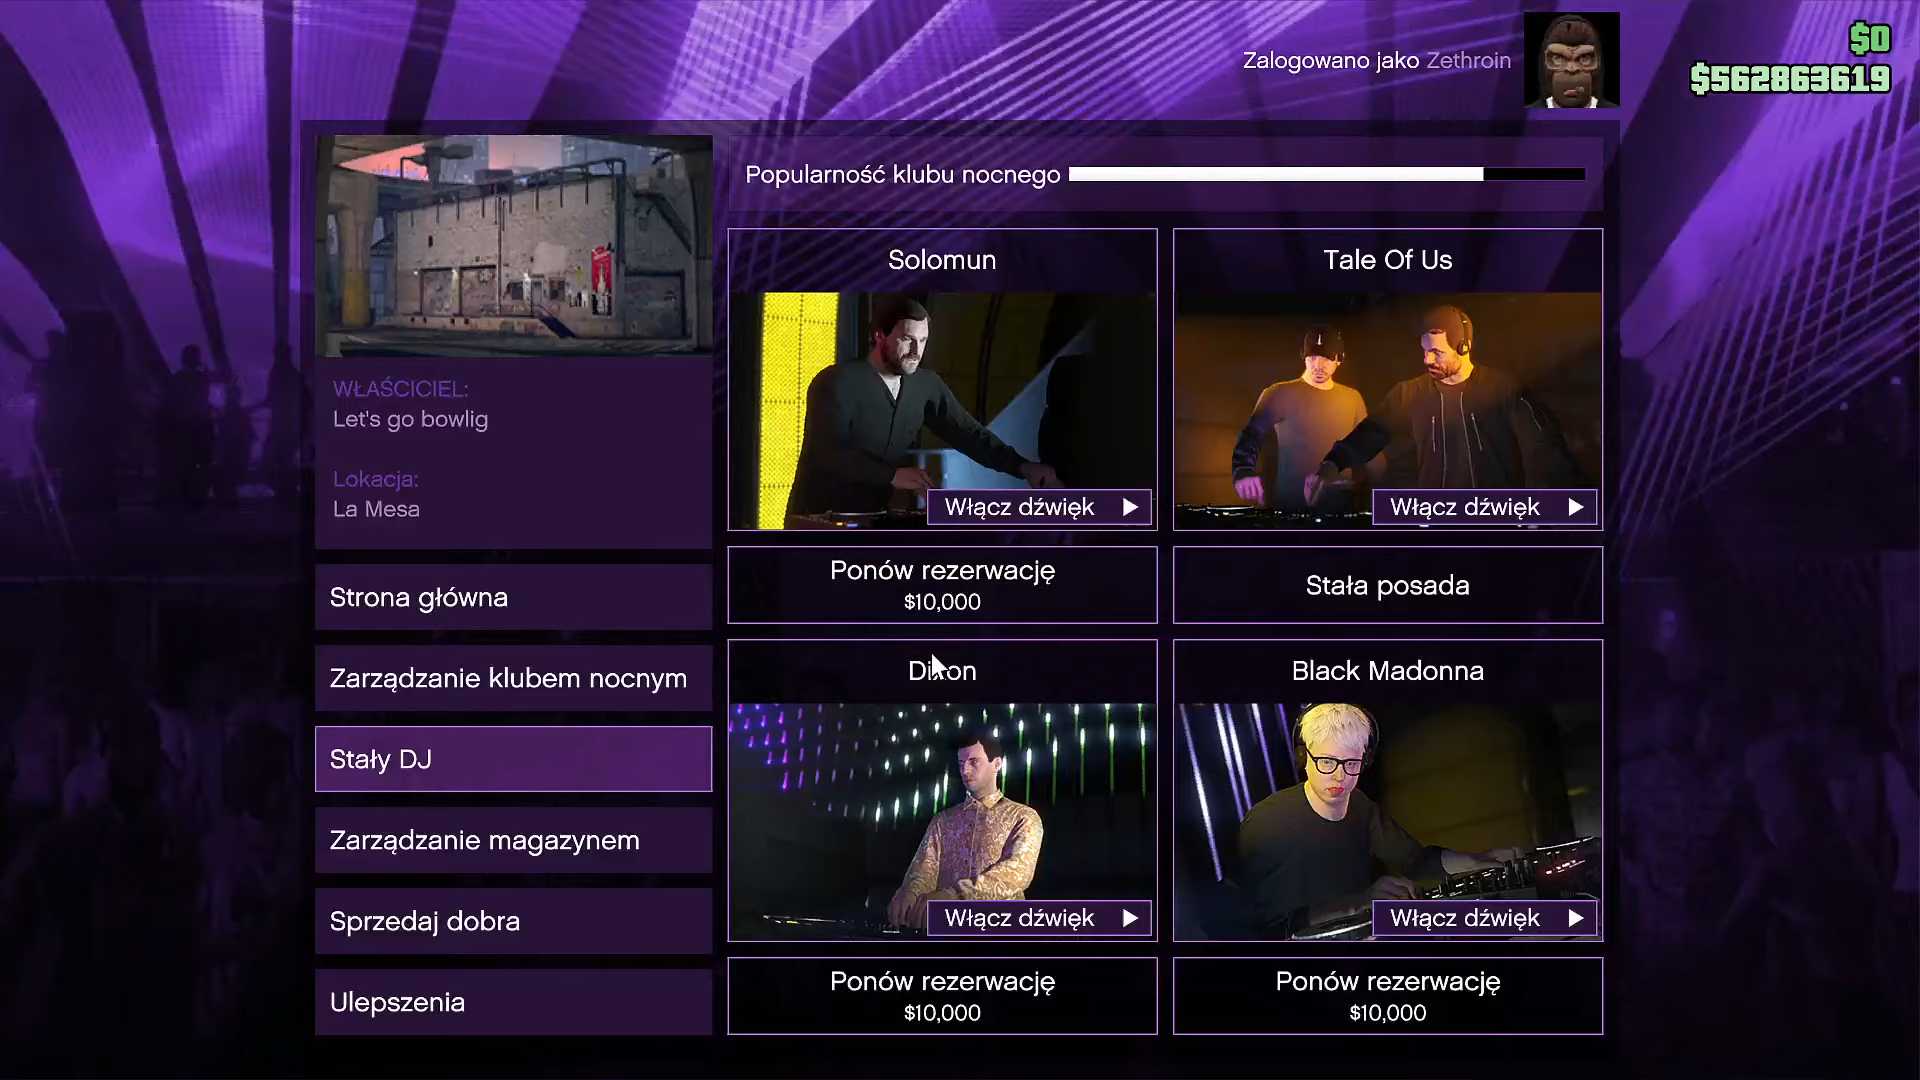 Zalogowano jako Zethroin
$0
$562863619
Popularność klubu nocnego
WŁAŚCICIEL:
Let's go bowlig
Lokacja:
La Mesa
Strona główna
Zarządzanie klubem nocnym
Stały DJ
Zarządzanie magazynem
Sprzedaj dobra
Ulepszenia
Solomun
Włącz dźwięk
Ponów rezerwację
$10,000
Tale Of Us
Włącz dźwięk
Stała posada
Dixon
Włącz dźwięk
Ponów rezerwację
$10,000
Black Madonna
Włącz dźwięk
Ponów rezerwację
$10,000